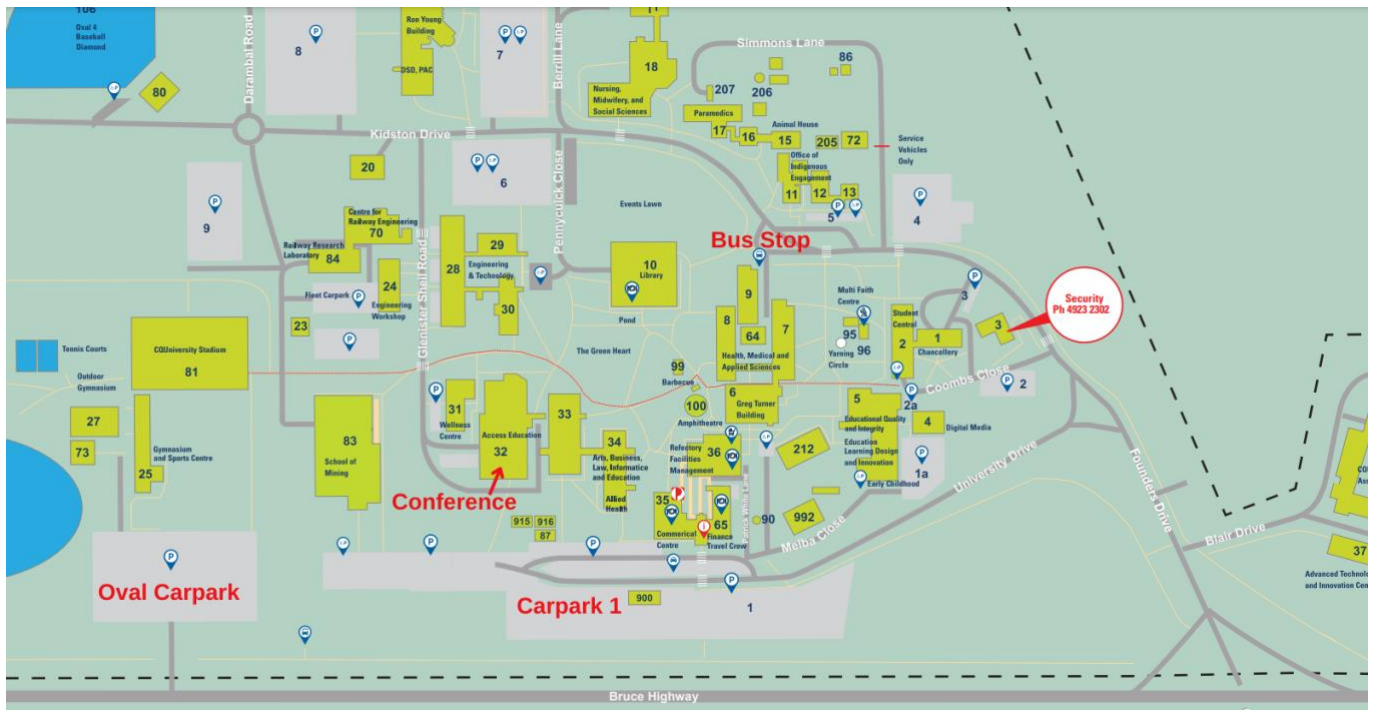 106
Oval 4
Baseball
Diamond
80
Darambal Road
8
Ron Young
Building
DSD, PAC
7
Berrill Lane
18
Nursing,
Midwifery, and
Social Sciences
Simmons Lane
86
207
206
Paramedics
17
16
Animal House
15
205
72
Service
Vehicles
Only
Office of
Indigenous
Engagement
11
12
13
5
4
Kidston Drive
20
6
Pennycuick Close
9
Centre for
Railway Engineering
70
Railway Research
Laboratory
84
Fleet Carpark
24
Engineering
Workshop
23
Glenister Shell Road
28
29
Engineering
& Technology
30
Events Lawn
10
Library
Pond
The Green Heart
Bus Stop
9
8
64
7
Health, Medical and
Applied Sciences
Multi Faith
Centre
95
96
Yarning
Circle
Student
Central
2
1
Chancellery
3
3
Security
Ph 4923 2302
Coombs Close
2
2a
Tennis Courts
CQUniversity Stadium
81
Outdoor
Gymnasium
27
73
25
Gymnasium
and Sports Centre
83
School of
Mining
31
Wellness
Centre
Access Education
32
Conference
33
34
Arts, Business,
Law, Informatics
and Education
Allied
Health
99
Barbecue
100
Amphitheatre
6
Greg Turner
Building
5
Educational Quality
and Integrity
Education
Learning Design
and Innovation
Early Childhood
4
Digital Media
1a
Refectory
Facilities
Management
36
212
35
Commerical
Centre
65
Finance
Travel Crew
Patrick White Lane
90
992
Melba Close
University Drive
Founders Drive
Blair Drive
37
Advanced Technolo
and Innovation Cen
915
916
87
Oval Carpark
Carpark 1
900
1
Bruce Highway